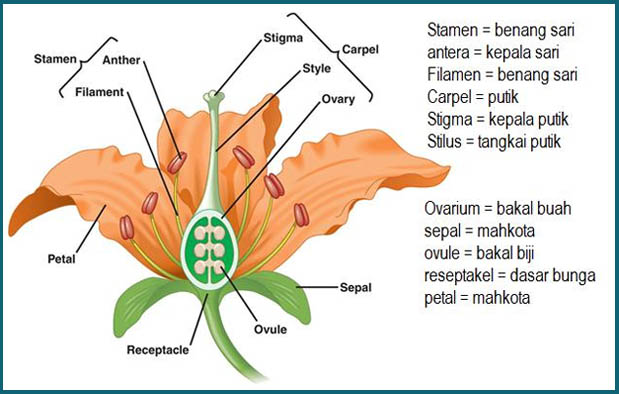 Stigma
Carpel
Stamen
Anther
Style
Filament
Ovary
Petal
Sepal
Ovule
Receptacle
Stamen = benang sari
antera = kepala sari
Filamen = benang sari
Carpel = putik
Stigma = kepala putik
Stilus = tangkai putik
Ovarium = bakal buah
sepal = mahkota
ovule = bakal biji
reseptakel = dasar bunga
petal = mahkota